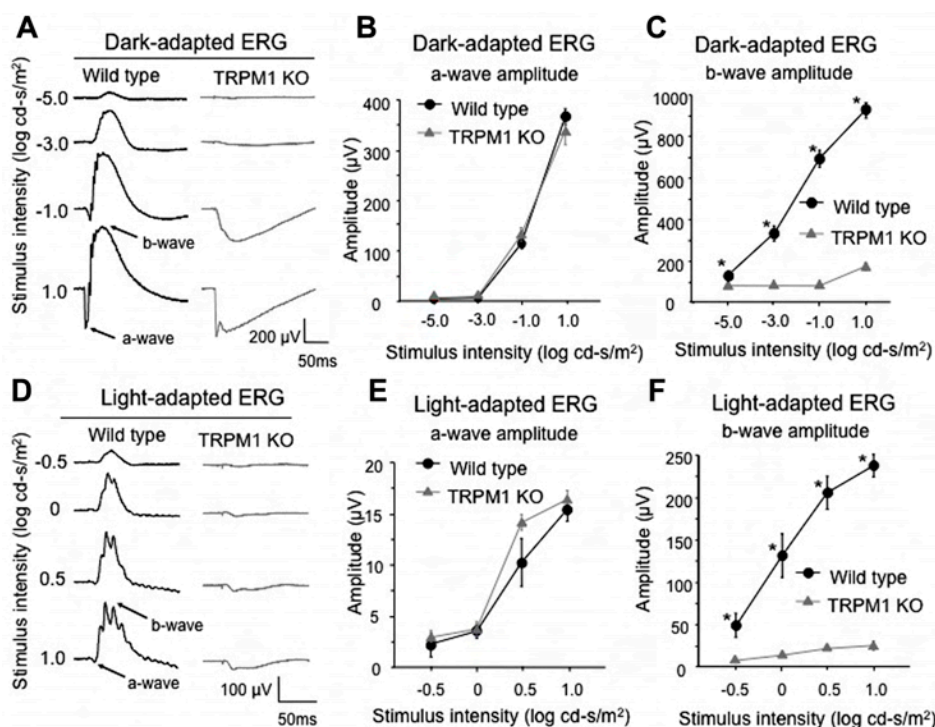 A
Dark-adapted ERG
Wild type
TRPM1 KO
Stimulus intensity (log cd-s/m²)
-5.0
-3.0
-1.0
1.0
b-wave
a-wave
200 µV
50ms
B
Dark-adapted ERG
a-wave amplitude
Amplitude (µV)
400
300
200
100
0
Wild type
TRPM1 KO
-5.0 -3.0 -1.0 1.0
Stimulus intensity (log cd-s/m²)
C
Dark-adapted ERG
b-wave amplitude
Amplitude (µV)
1000
800
600
400
200
0
*
*
*
*
Wild type
TRPM1 KO
-5.0 -3.0 -1.0 1.0
Stimulus intensity (log cd-s/m²)
D
Light-adapted ERG
Wild type
TRPM1 KO
Stimulus intensity (log cd-s/m²)
-0.5
0
0.5
1.0
b-wave
a-wave
100 µV
50ms
E
Light-adapted ERG
a-wave amplitude
Amplitude (µV)
20
15
10
5
0
Wild type
TRPM1 KO
-0.5 0 0.5 1.0
Stimulus intensity (log cd-s/m²)
F
Light-adapted ERG
b-wave amplitude
Amplitude (µV)
250
200
150
100
50
0
*
*
*
*
Wild type
TRPM1 KO
-0.5 0 0.5 1.0
Stimulus intensity (log cd-s/m²)